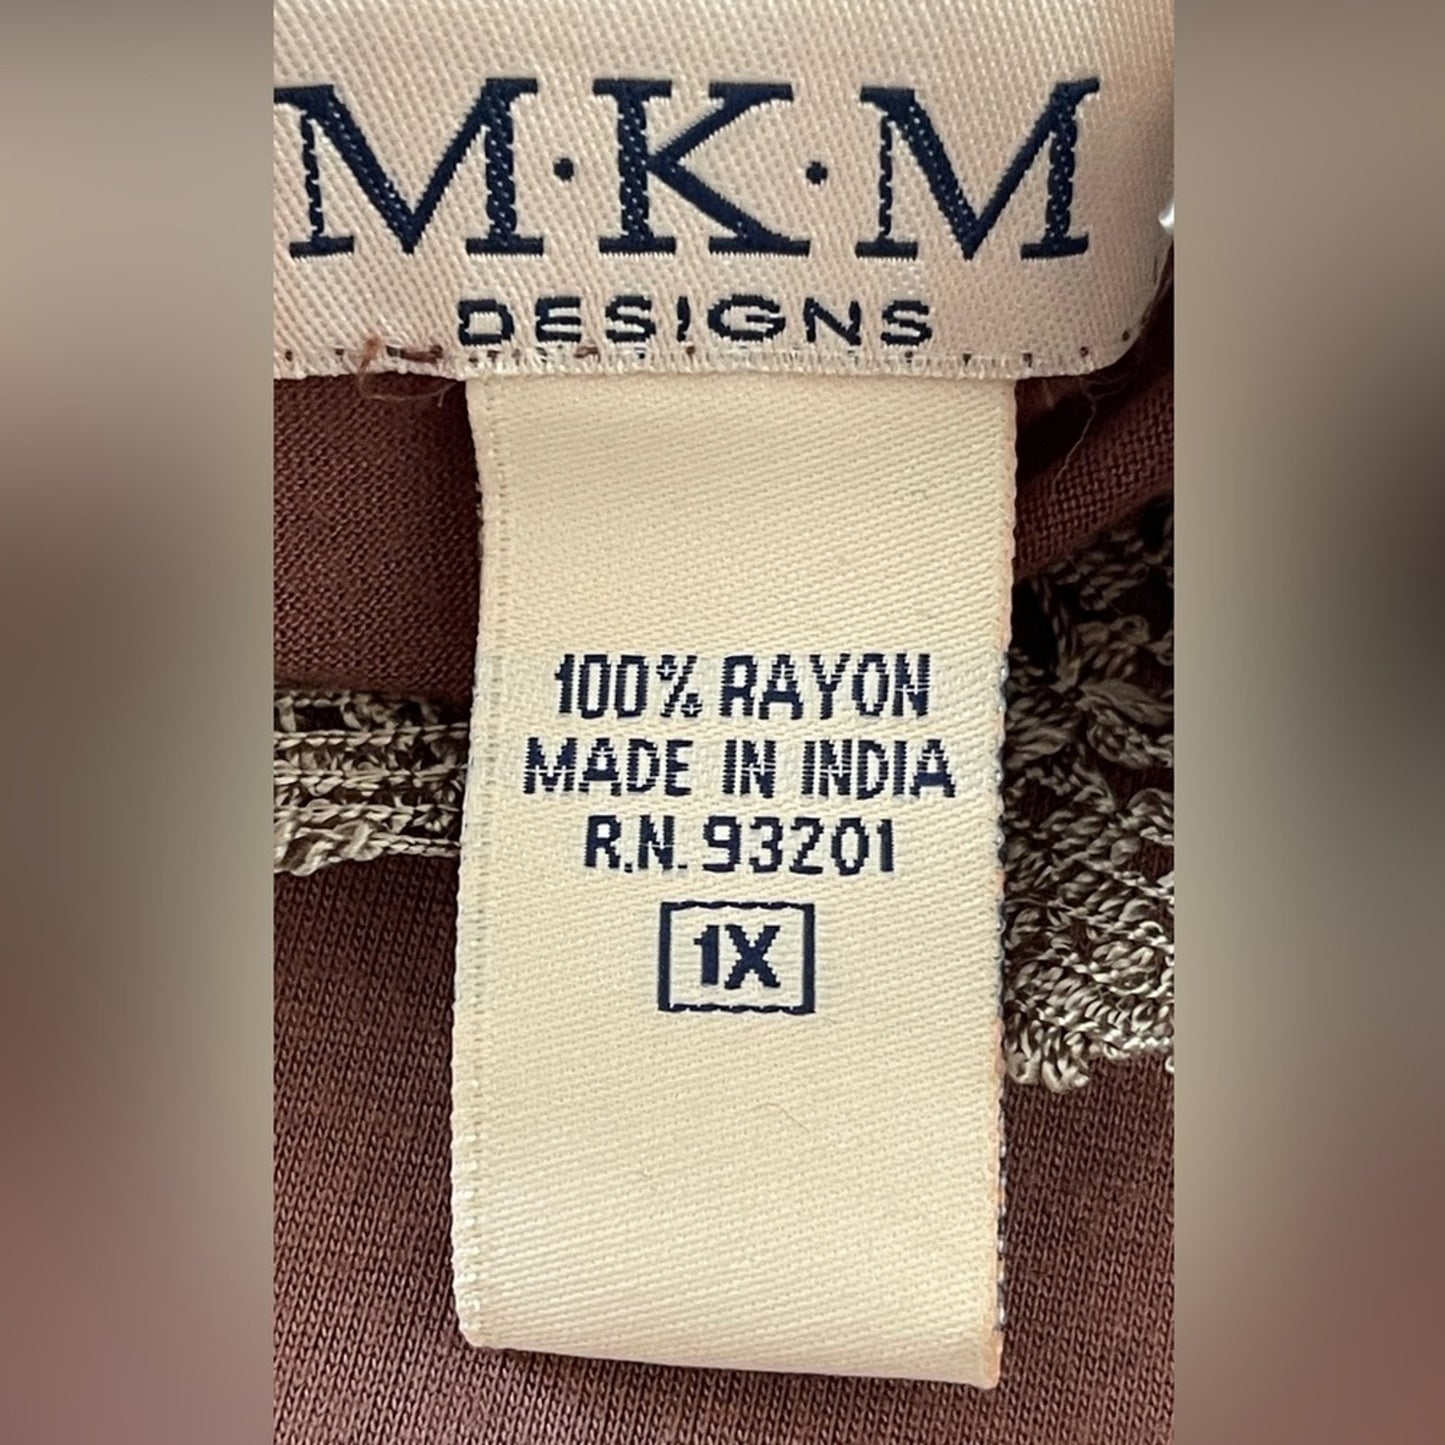 M·K·M
DESIGNS
100% RAYON
MADE IN INDIA
R.N. 93201
1X